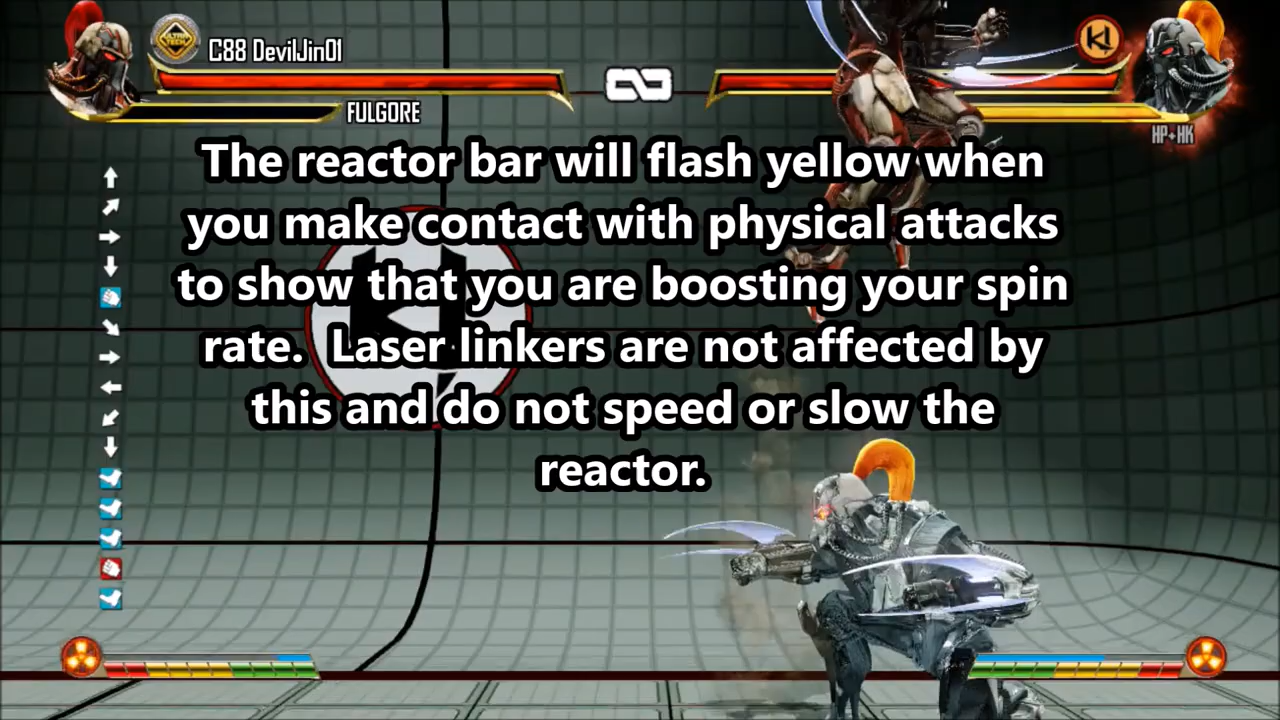 C88 DevilJin01
FULGORE
HP+HK
The reactor bar will flash yellow when
you make contact with physical attacks
to show that you are boosting your spin
rate.  Laser linkers are not affected by
this and do not speed or slow the
reactor.